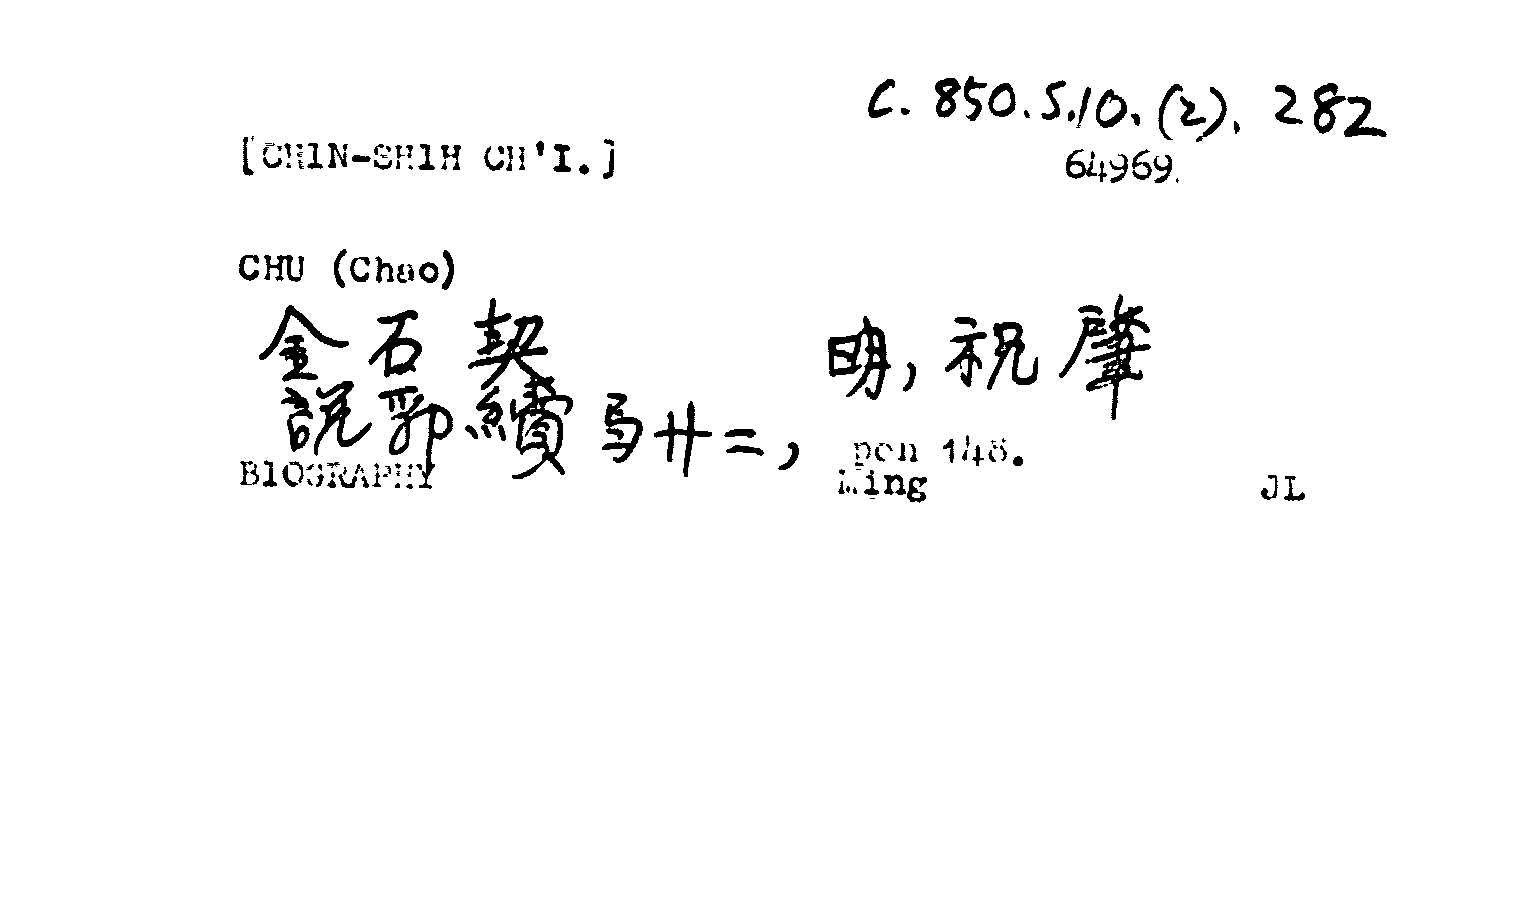 C. 850.5.10.(2). 282
[CHIN-SHIH CH'I.]
64969.
CHU (Chao)
金石契 明, 祝肇
說郛續弓廿二, pen 148.
BIOGRAPHY Ming JL